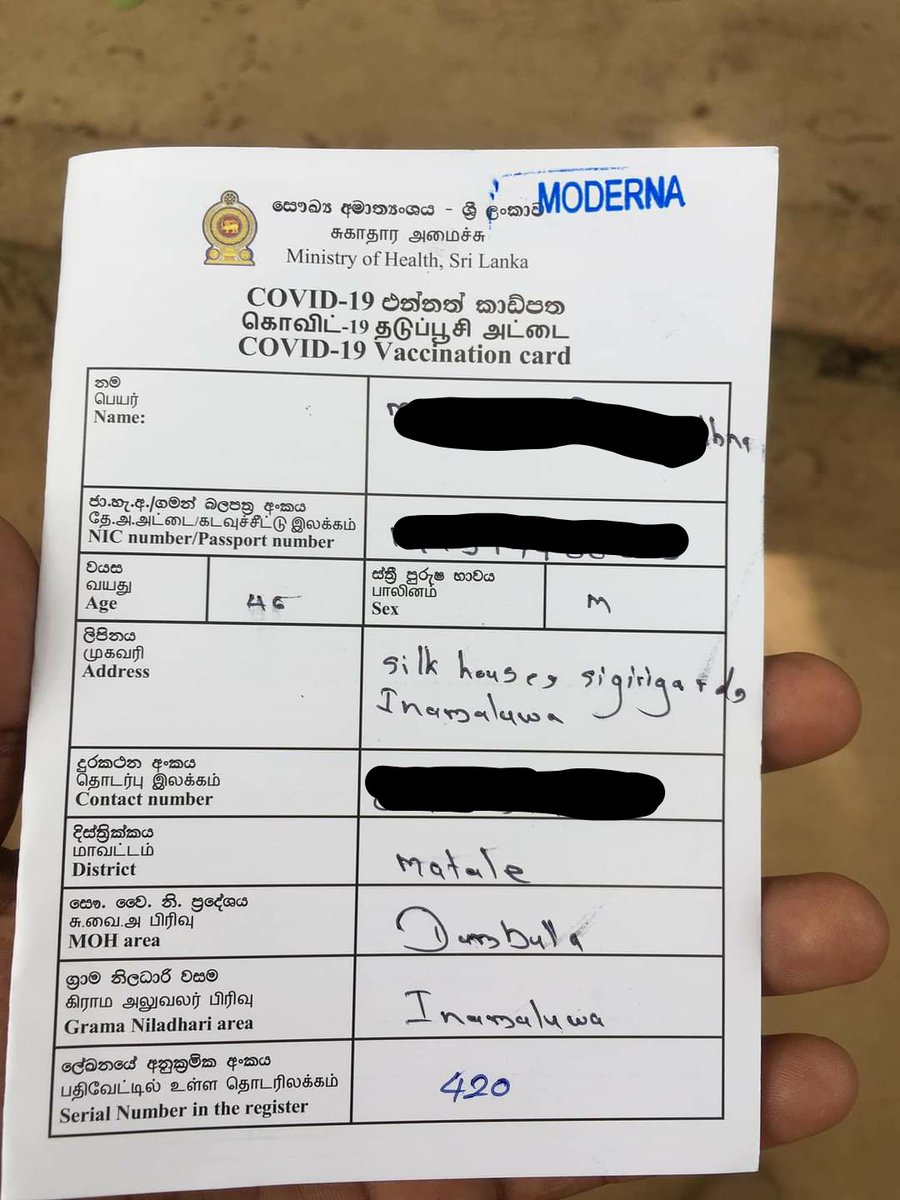 සෞඛ්‍ය අමාත්‍යංශය - ශ්‍රී ලංකාව
MODERNA
சுகாதார அமைச்சு
Ministry of Health, Sri Lanka
COVID-19 එන්නත් කාඩ්පත
கொவிட்-19 தடுப்பூசி அட்டை
COVID-19 Vaccination card
නම
பெயர்
Name:
ජා.හැ.අ./ගමන් බලපත්‍ර අංකය
தே.அ.அட்டை/கடவுச்சீட்டு இலக்கம்
NIC number/Passport number
වයස
வயது
Age
ස්ත්‍රී පුරුෂ භාවය
பாலினம்
Sex
M
ලිපිනය
முகவரி
Address
silk house,
Inamaluwa
දුරකථන අංකය
தொடர்பு இலக்கம்
Contact number
දිස්ත්‍රික්කය
மாவட்டம்
District
matale
සෞ. වෛ. නි. ප්‍රදේශය
சு.வை.அ பிரிவு
MOH area
Dambulla
ග්‍රාම නිලධාරි වසම
கிராம அலுவலர் பிரிவு
Grama Niladhari area
Inamaluwa
ලේඛනයේ අනුක්‍රමික අංකය
பதிவேட்டில் உள்ள தொடரிலக்கம்
Serial Number in the register
420